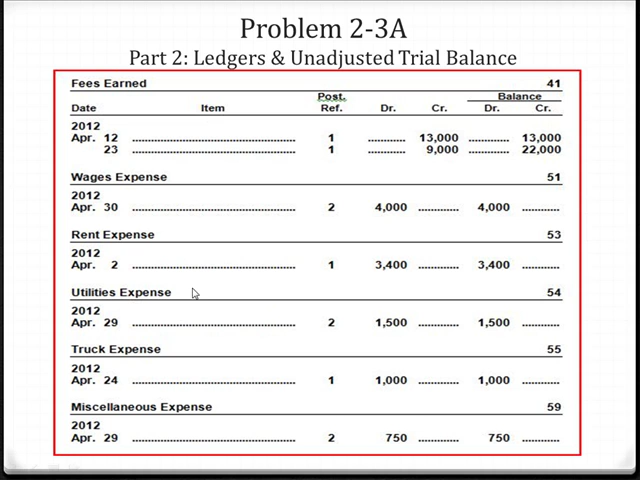 Problem 2-3A
Part 2: Ledgers & Unadjusted Trial Balance
Fees Earned 41
Post. Balance
Date Item Ref. Dr. Cr. Dr. Cr.
2012
Apr. 12 .................................................. 1 ............ 13,000 ............ 13,000
23 .................................................. 1 ............ 9,000 ............ 22,000
Wages Expense 51
2012
Apr. 30 .................................................. 2 4,000 ............ 4,000 ............
Rent Expense 53
2012
Apr. 2 .................................................. 1 3,400 ............ 3,400 ............
Utilities Expense 54
2012
Apr. 29 .................................................. 2 1,500 ............ 1,500 ............
Truck Expense 55
2012
Apr. 24 .................................................. 1 1,000 ............ 1,000 ............
Miscellaneous Expense 59
2012
Apr. 29 .................................................. 2 750 ............ 750 ............